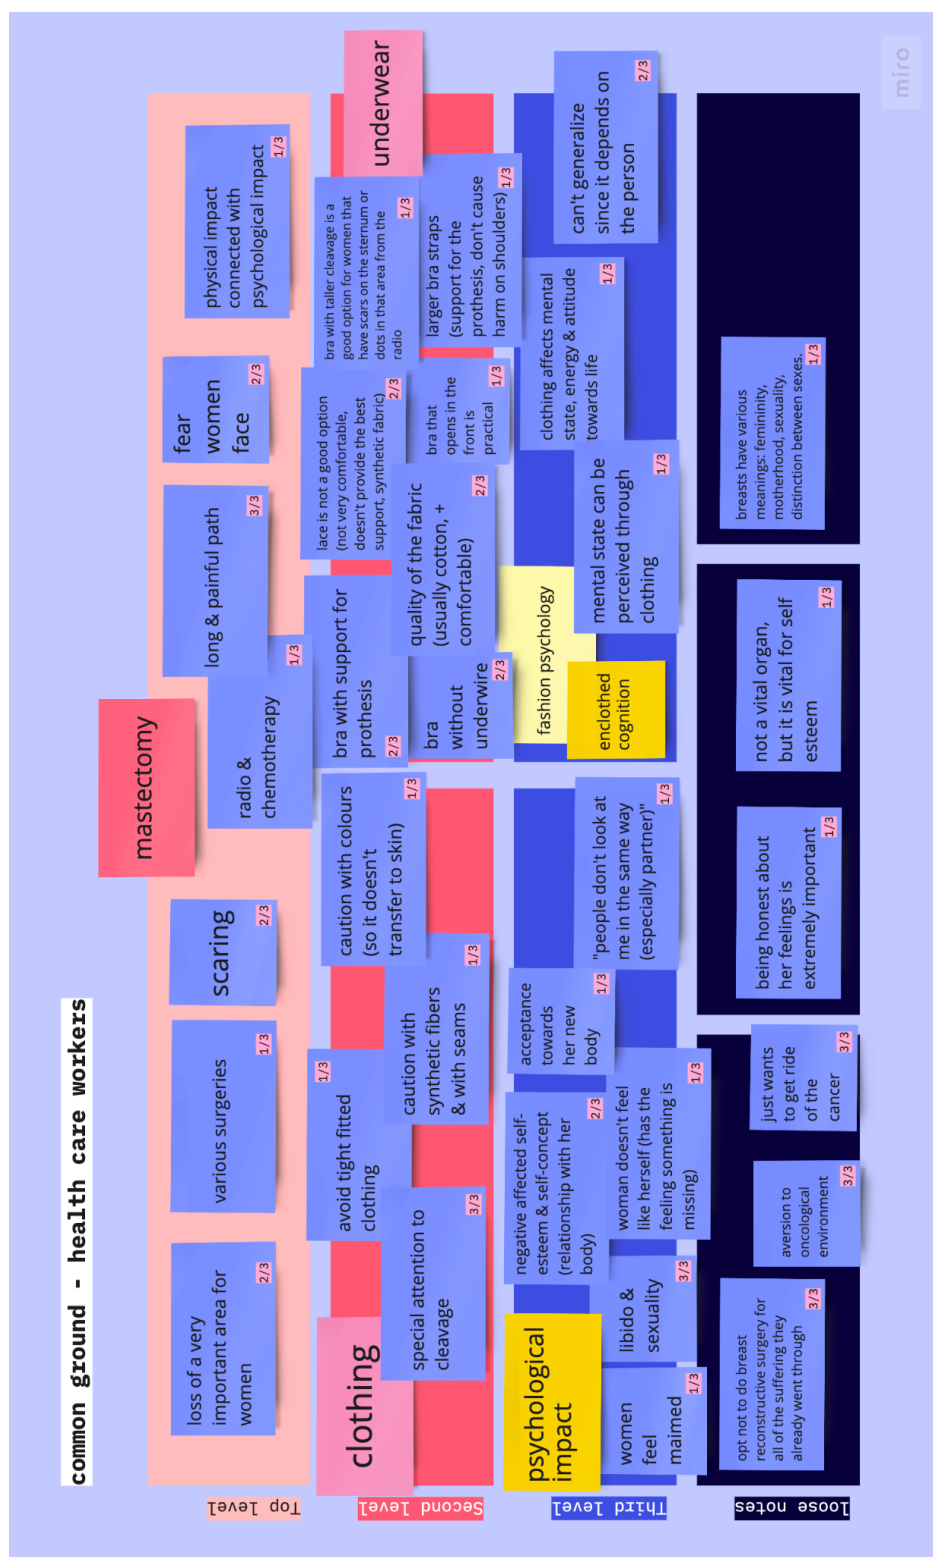 common ground - health care workers
miro
Top level
mastectomy
loss of a very
important area for
women
2/3
various surgeries
1/3
scaring
2/3
radio &
chemotherapy
1/3
long & painful path
3/3
fear
women
face
2/3
physical impact
connected with
psychological impact
1/3
Second level
clothing
special attention to
cleavage
3/3
avoid tight fitted
clothing
1/3
caution with
synthetic fibers
& with seams
1/3
caution with colours
(so it doesn't
transfer to skin)
1/3
underwear
bra with support for
prothesis
2/3
bra
without
underwire
2/3
lace is not a good option
(not very comfortable,
doesn't provide the best
support, synthetic fabric)
2/3
quality of the fabric
(usually cotton, +
comfortable)
2/3
bra that
opens in the
front is
practical
1/3
bra with taller cleavage is a
good option for women that
have scars on the sternum or
dots in that area from the
radio
1/3
larger bra straps
(support for the
prothesis, don't cause
harm on shoulders)
1/3
Third level
psychological
impact
women
feel
maimed
1/3
libido &
sexuality
3/3
negative affected self-
esteem & self-concept
(relationship with her
body)
2/3
woman doesn't feel
like herself (has the
feeling something is
missing)
1/3
acceptance
towards
her new
body
1/3
"people don't look at
me in the same way
(especially partner)"
1/3
fashion psychology
enclothed
cognition
mental state can be
perceived through
clothing
1/3
clothing affects mental
state, energy & attitude
towards life
1/3
can't generalize
since it depends on
the person
2/3
loose notes
opt not to do breast
reconstructive surgery for
all of the suffering they
already went through
3/3
aversion to
oncological
environment
3/3
just wants
to get ride
of the
cancer
3/3
being honest about
her feelings is
extremely important
1/3
not a vital organ,
but it is vital for self
esteem
1/3
breasts have various
meanings: femininity,
motherhood, sexuality,
distinction between sexes.
1/3